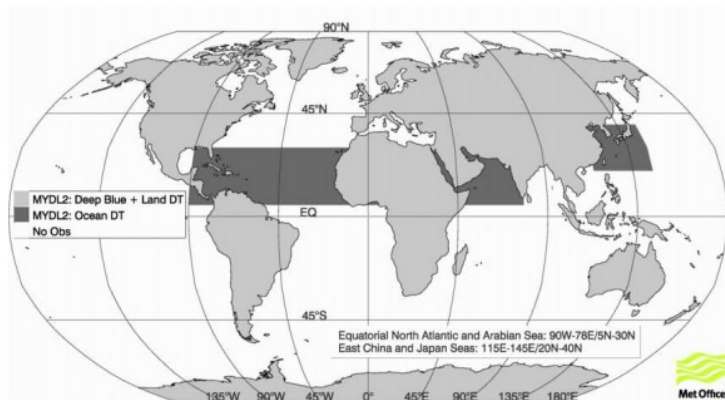 90°N
45°N
MYDL2: Deep Blue + Land DT
MYDL2: Ocean DT
No Obs
EQ
45°S
Equatorial North Atlantic and Arabian Sea: 90W-78E/5N-30N
East China and Japan Seas: 115E-145E/20N-40N
135°W 90°W 45°W 0° 45°E 90°E 135°E 180°E
Met Office